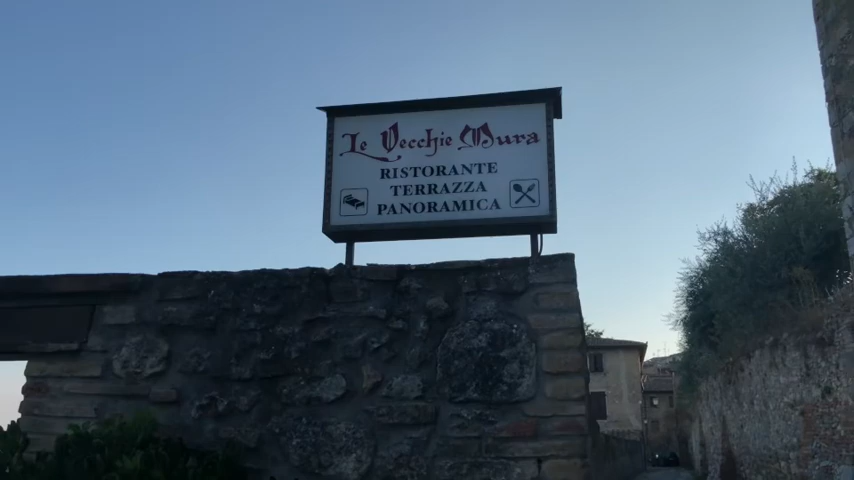 Le Vecchie Mura
RISTORANTE
TERRAZZA
PANORAMICA